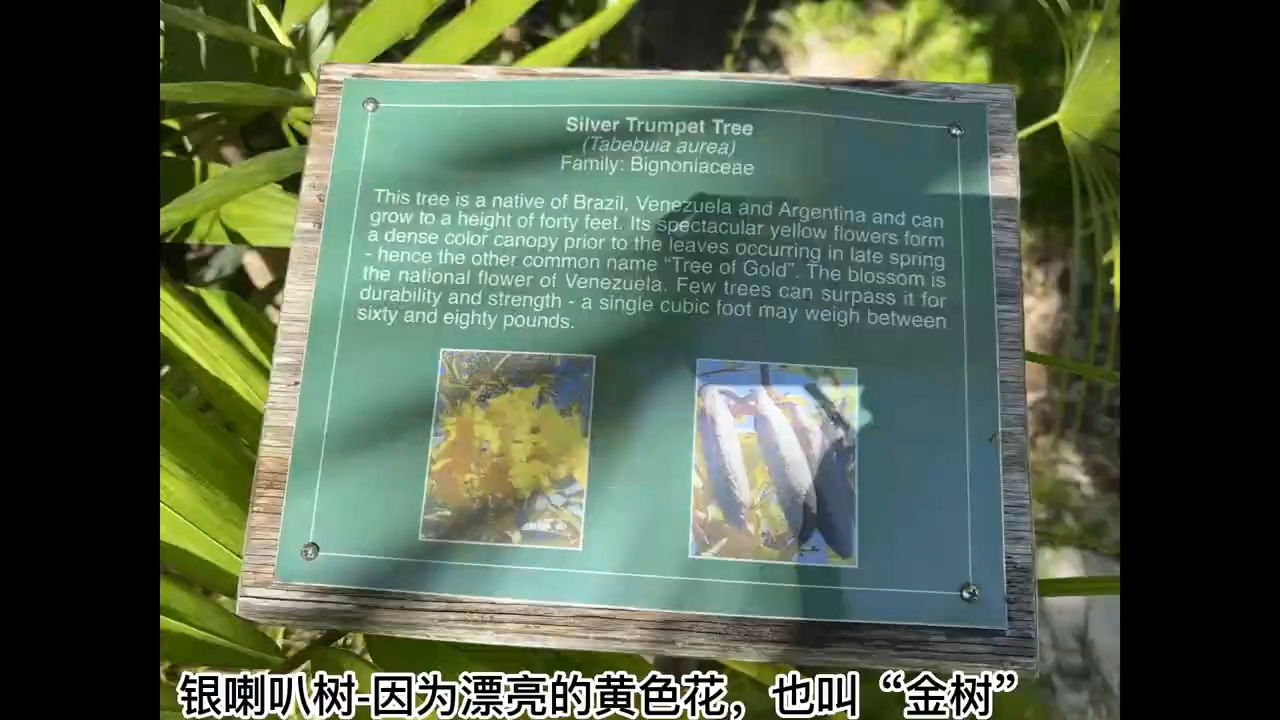 Silver Trumpet Tree
(Tabebuia aurea)
Family: Bignoniaceae
This tree is a native of Brazil, Venezuela and Argentina and can
grow to a height of forty feet. Its spectacular yellow flowers form
a dense color canopy prior to the leaves occurring in late spring
- hence the other common name “Tree of Gold”. The blossom is
the national flower of Venezuela. Few trees can surpass it for
durability and strength - a single cubic foot may weigh between
sixty and eighty pounds.
银喇叭树-因为漂亮的黄色花，也叫“金树”